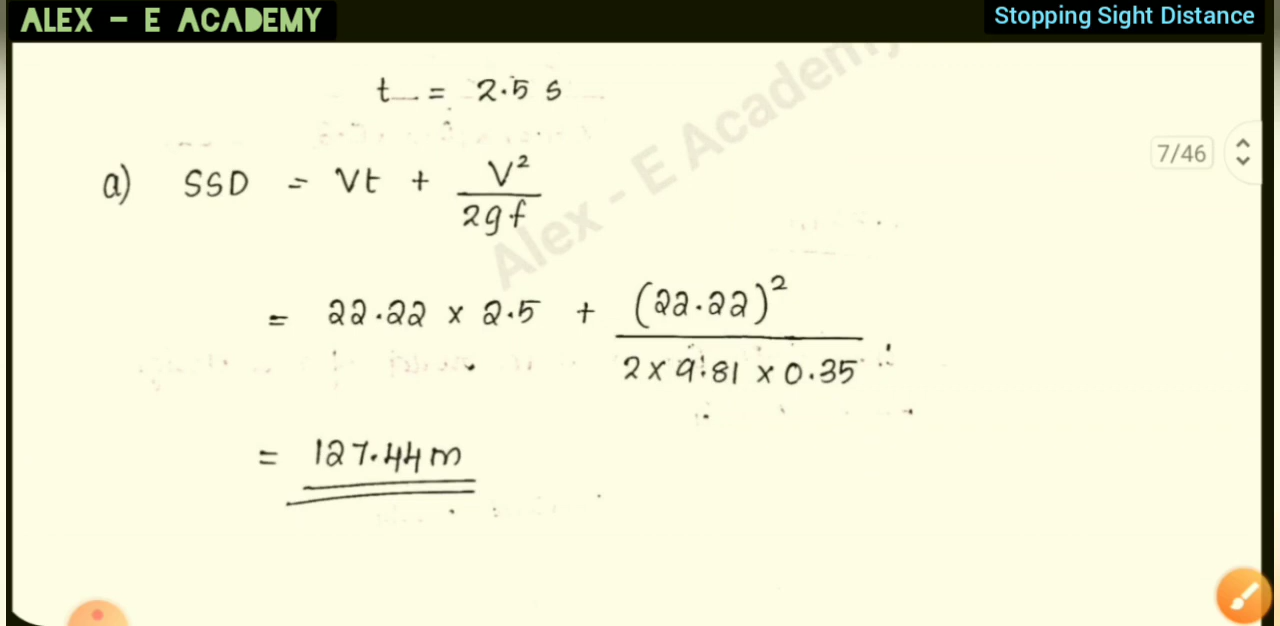 ALEX - E ACADEMY
Stopping Sight Distance
t = 2.5 s
7/46
a) SSD = Vt + V² / 2gf
= 22.22 x 2.5 + (22.22)² / 2 x 9.81 x 0.35
= 127.44 m
Alex - E Academy